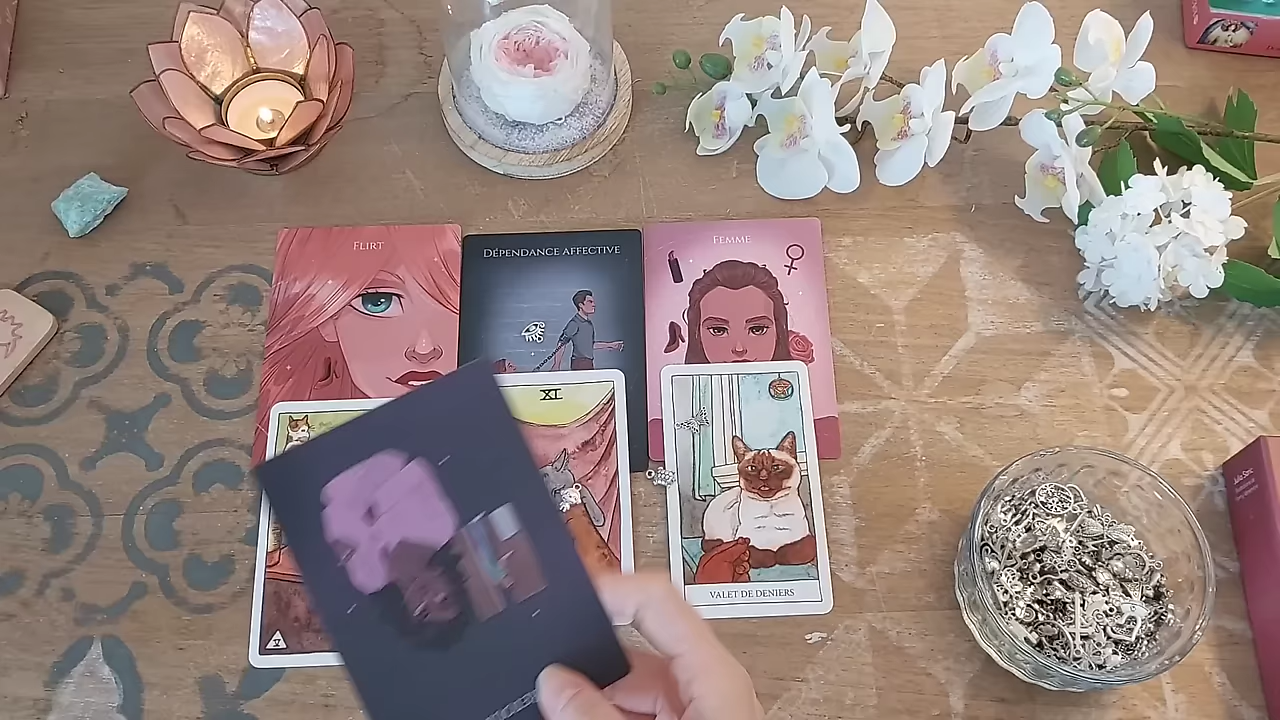 FLIRT
DÉPENDANCE AFFECTIVE
FEMME
XI
V
VALET DE DENIERS